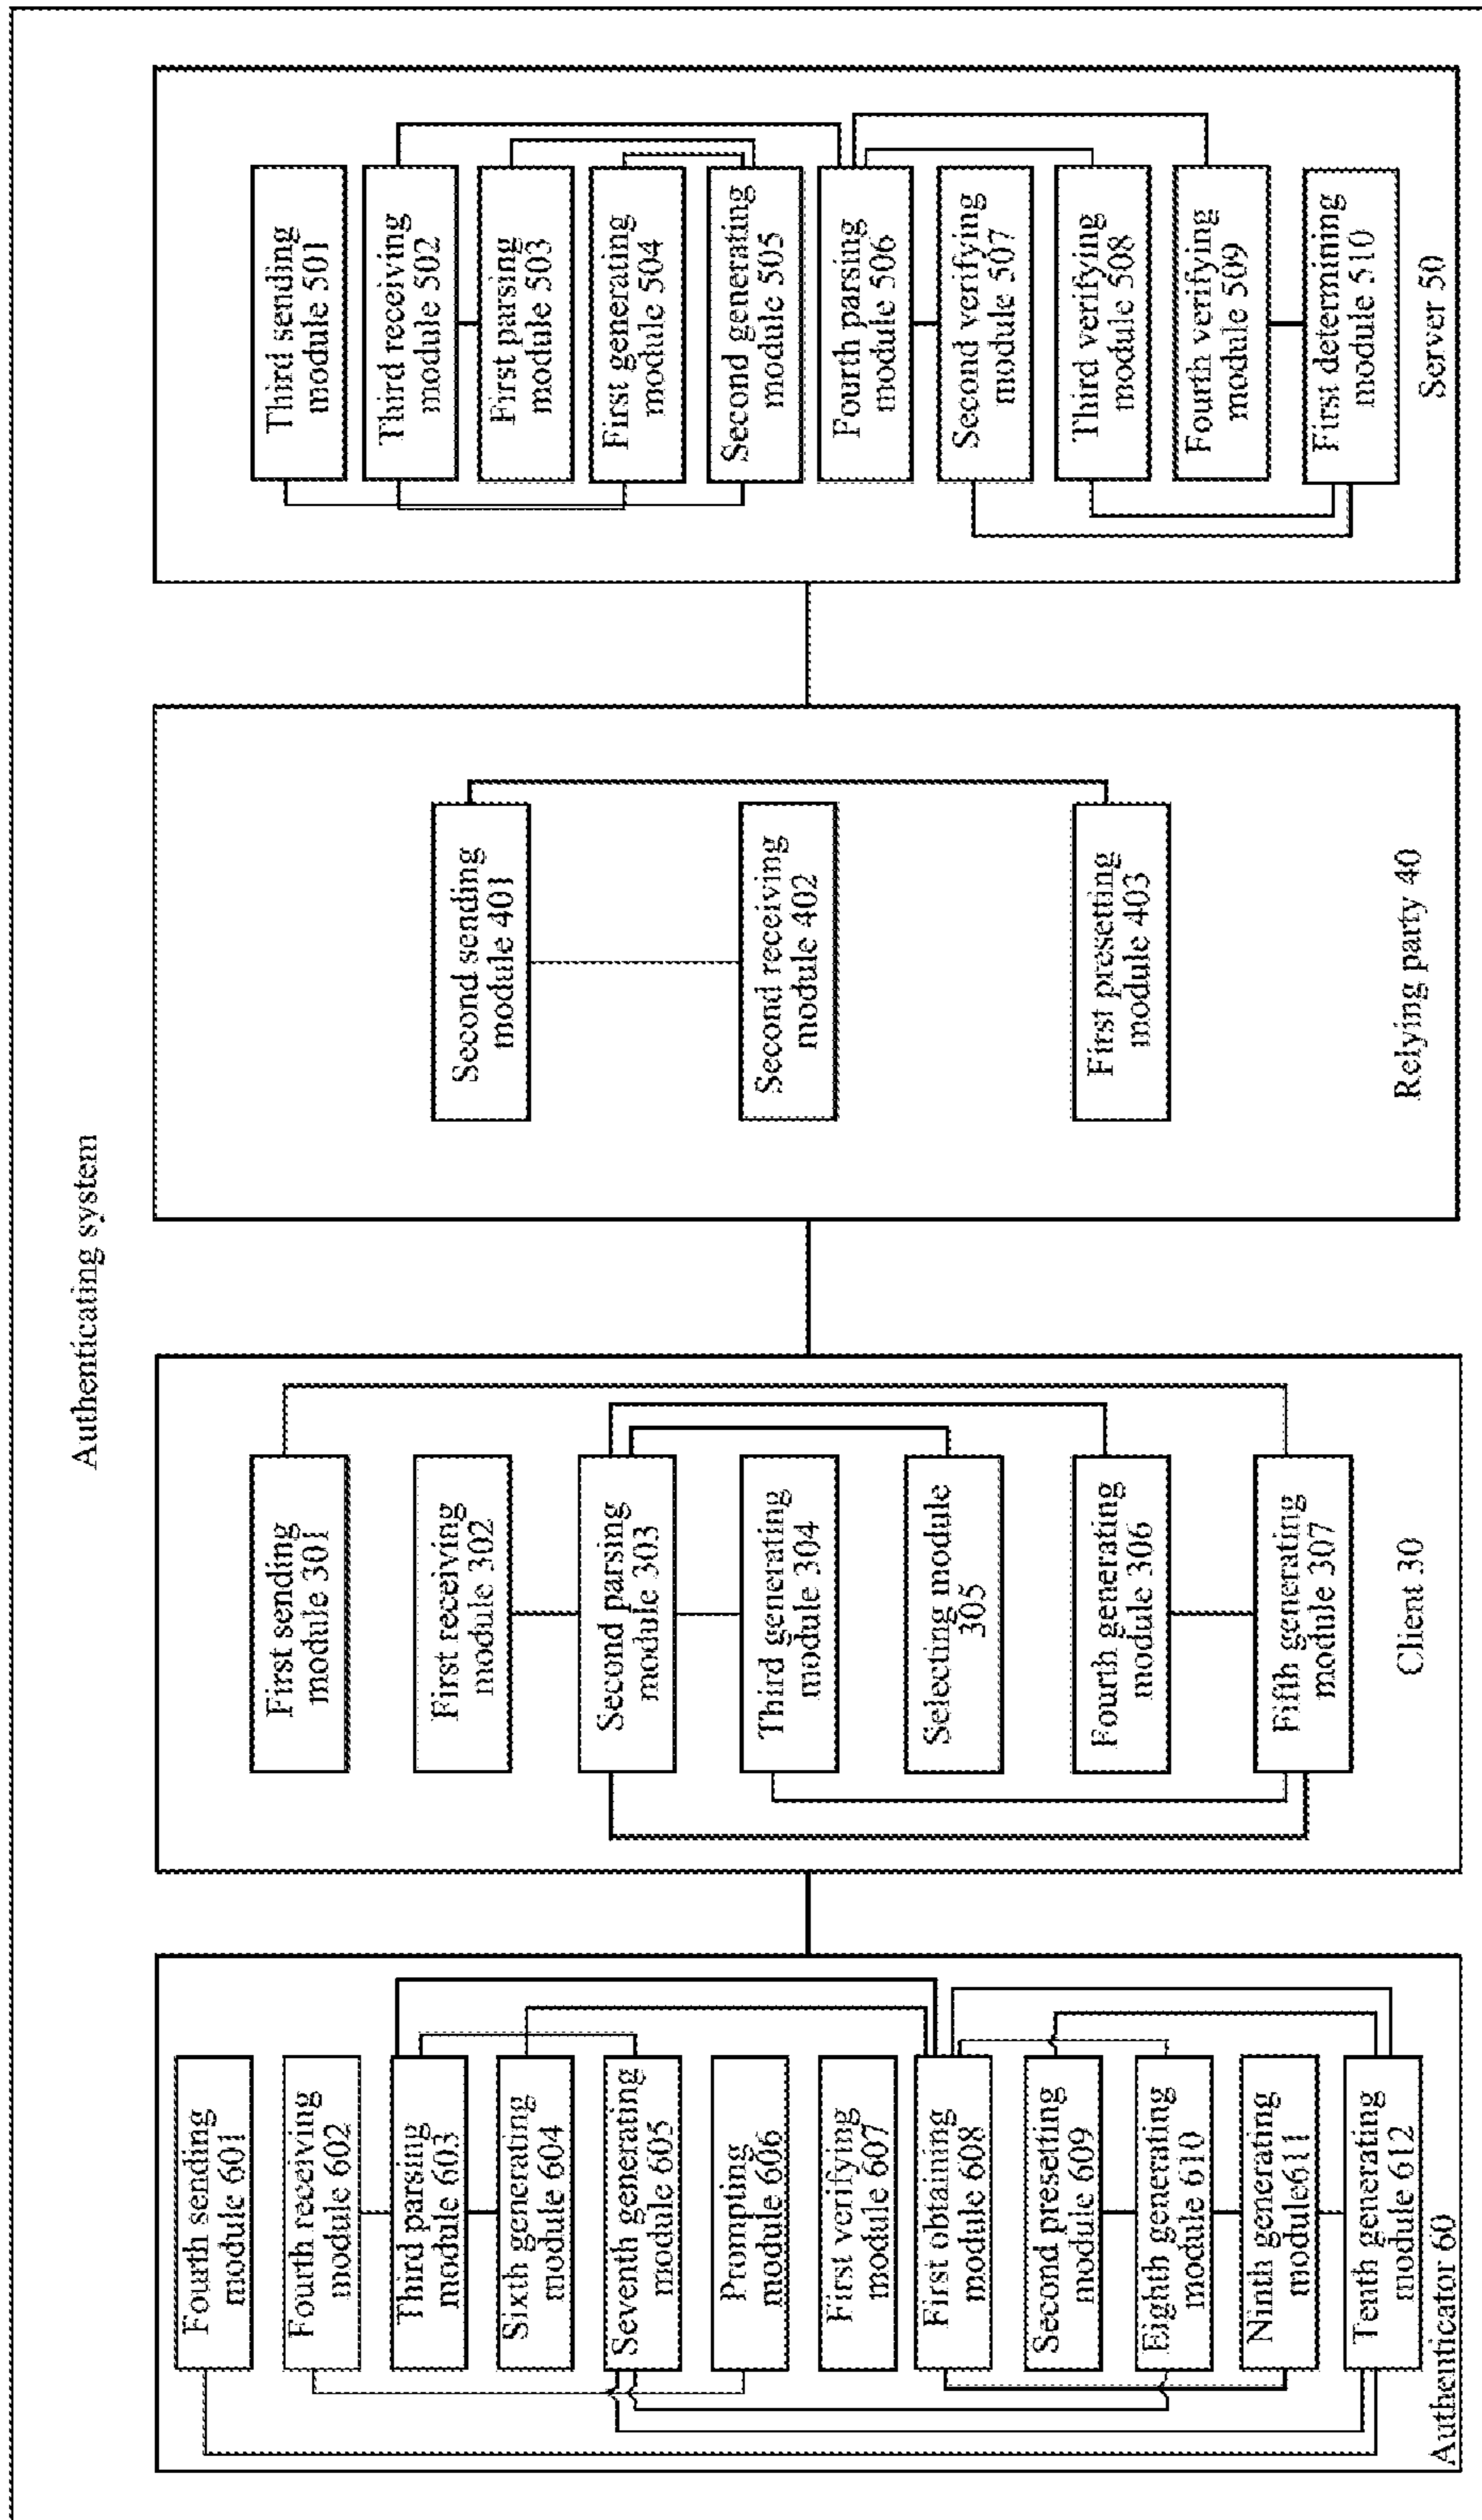 Authenticating system
Fourth sending
module 601
Fourth receiving
module 602
Third parsing
module 603
Sixth generating
module 604
Seventh generating
module 605
Prompting
module 606
First verifying
module 607
First obtaining
module 608
Second presetting
module 609
Eighth generating
module 610
Ninth generating
module611
Tenth generating
module 612
Authenticator 60
First sending
module 301
First receiving
module 302
Second parsing
module 303
Third generating
module 304
Selecting module
305
Fourth generating
module 306
Fifth generating
module 307
Client 30
Second sending
module 401
Second receiving
module 402
First presetting
module 403
Relying party 40
Third sending
module 501
Third receiving
module 502
First parsing
module 503
First generating
module 504
Second generating
module 505
Fourth parsing
module 506
Second verifying
module 507
Third verifying
module 508
Fourth verifying
module 509
First determining
module 510
Server 50